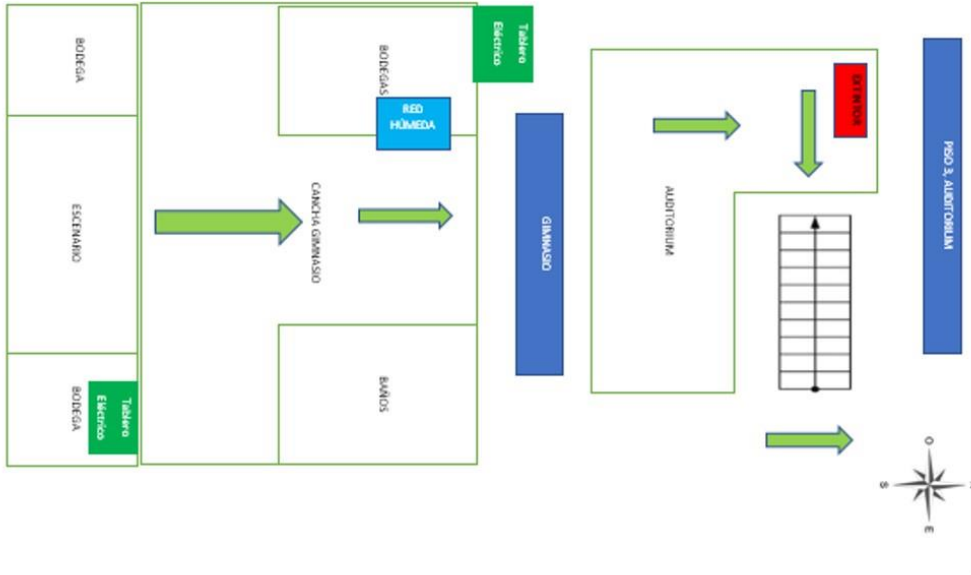 PISO 3, AUDITORIUM
EXTINTOR
AUDITORIUM
GIMNASIO
Tablero
Eléctrico
BODEGAS
RED
HÚMEDA
CANCHA GIMNASIO
BAÑOS
BODEGA
ESCENARIO
BODEGA
Tablero
Eléctrico
O
S
E